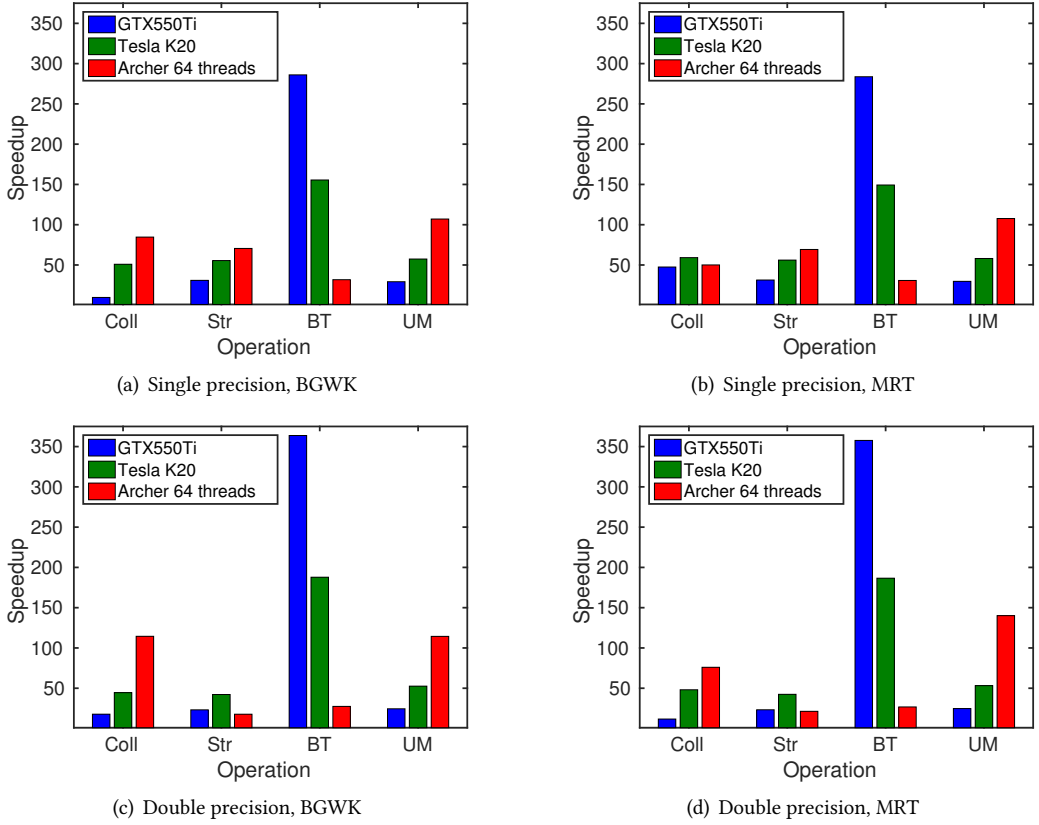 350
300
250
200
150
100
50
Speedup
GTX550Ti
Tesla K20
Archer 64 threads
Coll Str BT UM
Operation
(a) Single precision, BGWK
350
300
250
200
150
100
50
Speedup
GTX550Ti
Tesla K20
Archer 64 threads
Coll Str BT UM
Operation
(b) Single precision, MRT
350
300
250
200
150
100
50
Speedup
GTX550Ti
Tesla K20
Archer 64 threads
Coll Str BT UM
Operation
(c) Double precision, BGWK
350
300
250
200
150
100
50
Speedup
GTX550Ti
Tesla K20
Archer 64 threads
Coll Str BT UM
Operation
(d) Double precision, MRT